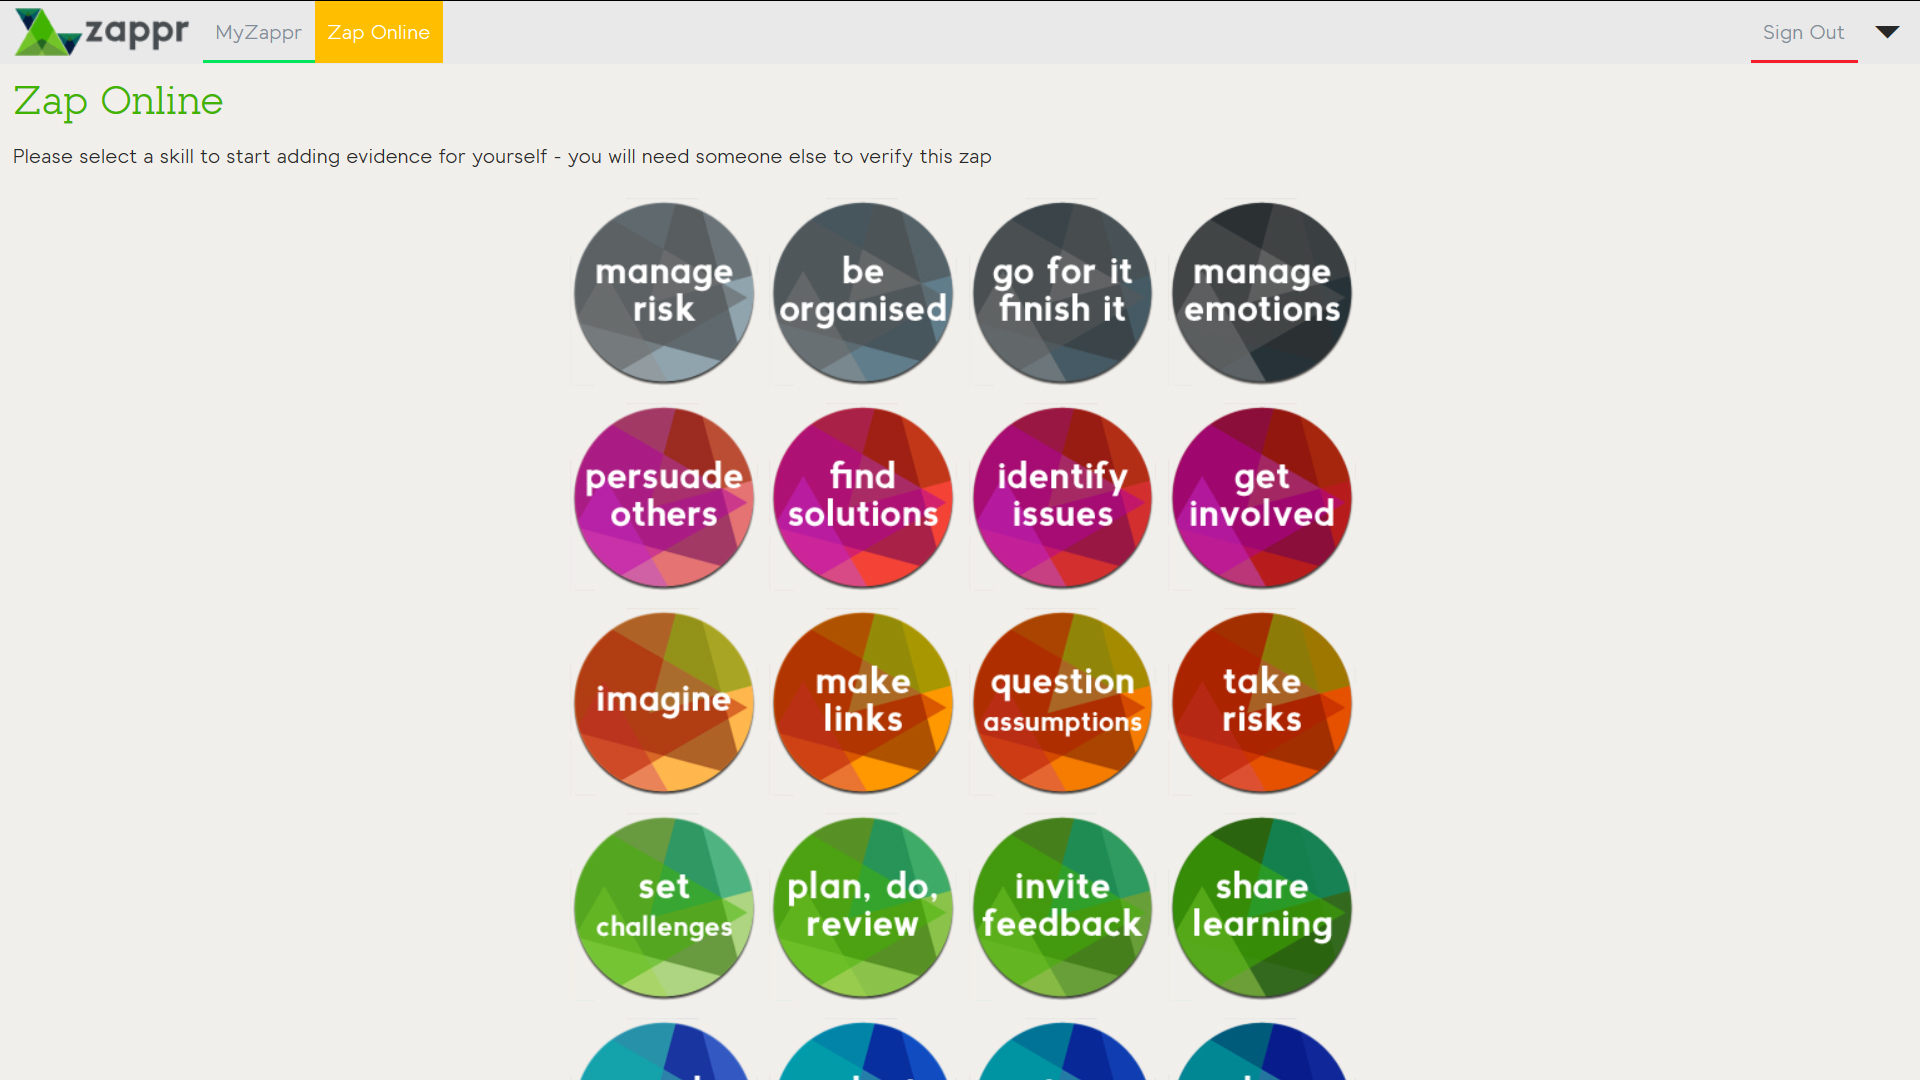 zappr MyZappr Zap Online Sign Out
Zap Online
Please select a skill to start adding evidence for yourself - you will need someone else to verify this zap
manage
risk
be
organised
go for it
finish it
manage
emotions
persuade
others
find
solutions
identify
issues
get
involved
imagine
make
links
question
assumptions
take
risks
set
challenges
plan, do,
review
invite
feedback
share
learning